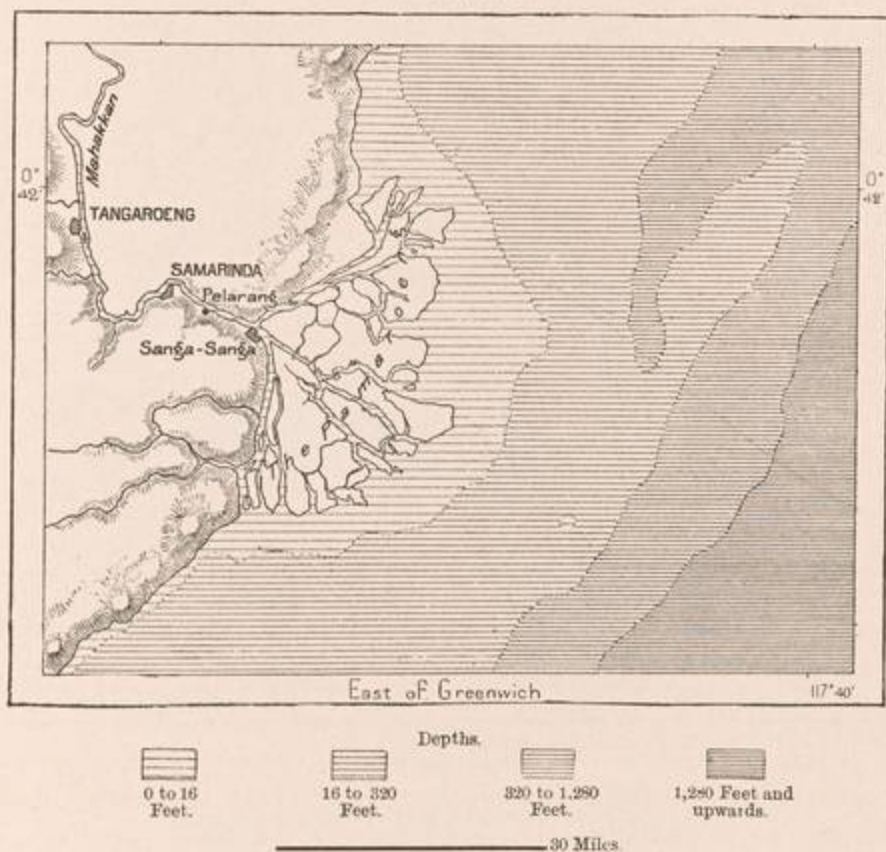 0°
42'
0°
42'
Mahakkan
TANGAROENG
SAMARINDA
Pelarang
Sanga-Sanga
East of Greenwich
117°40'
Depths.
0 to 16
Feet.
16 to 320
Feet.
320 to 1,280
Feet.
1,280 Feet and
upwards.
30 Miles